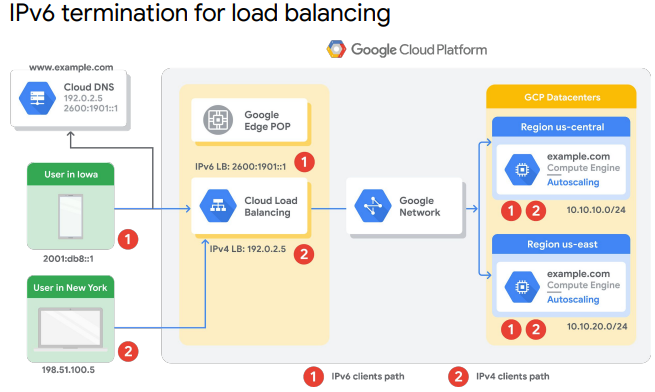 IPv6 termination for load balancing
Google Cloud Platform
www.example.com
Cloud DNS
192.0.2.5
2600:1901::1
Google
Edge POP
IPv6 LB: 2600:1901::1
1
User in Iowa
1
2001:db8::1
Cloud Load
Balancing
IPv4 LB: 192.0.2.5
2
User in New York
2
198.51.100.5
Google
Network
GCP Datacenters
Region us-central
example.com
Compute Engine
Autoscaling
1 2
10.10.10.0/24
Region us-east
example.com
Compute Engine
Autoscaling
1 2
10.10.20.0/24
1 IPv6 clients path
2 IPv4 clients path